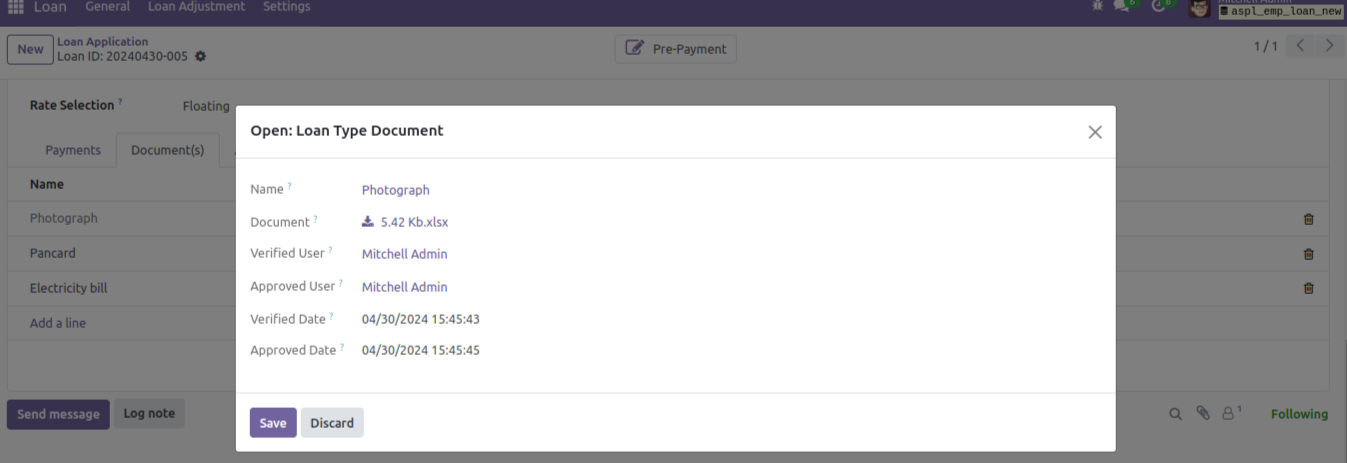 Loan General Loan Adjustment Settings
Mitchell Admin
aspl_emp_loan_new
New Loan Application
Loan ID: 20240430-005
Pre-Payment
1 / 1
Rate Selection ? Floating
Payments Document(s)
Name
Photograph
Pancard
Electricity bill
Add a line
Open: Loan Type Document
Name ? Photograph
Document ? 5.42 Kb.xlsx
Verified User ? Mitchell Admin
Approved User ? Mitchell Admin
Verified Date ? 04/30/2024 15:45:43
Approved Date ? 04/30/2024 15:45:45
Save Discard
Send message Log note
1 Following